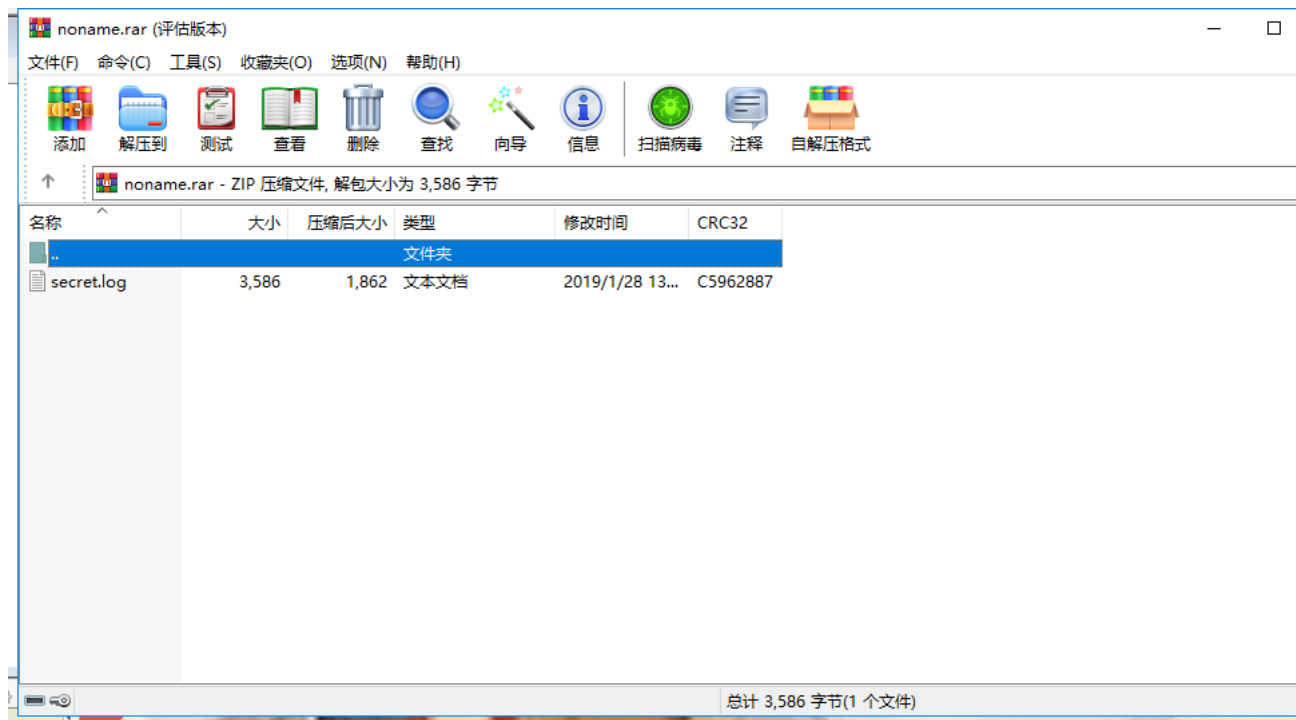 noname.rar (评估版本)
文件(F) 命令(C) 工具(S) 收藏夹(O) 选项(N) 帮助(H)
添加 解压到 测试 查看 删除 查找 向导 信息 扫描病毒 注释 自解压格式
noname.rar - ZIP 压缩文件, 解包大小为 3,586 字节
名称 大小 压缩后大小 类型 修改时间 CRC32
.. 文件夹
secret.log 3,586 1,862 文本文档 2019/1/28 13... C5962887
总计 3,586 字节(1 个文件)